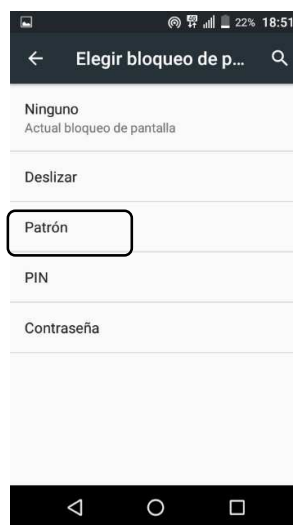 22% 18:51
Elegir bloqueo de p...
Ninguno
Actual bloqueo de pantalla
Deslizar
Patrón
PIN
Contraseña